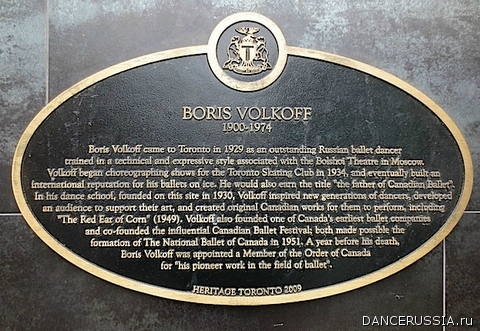 BORIS VOLKOFF
1900-1974
Boris Volkoff came to Toronto in 1929 as an outstanding Russian ballet dancer
trained in a technical and expressive style associated with the Bolshoi Theatre in Moscow.
Volkoff began choreographing shows for the Toronto Skating Club in 1934, and eventually built an
international reputation for his ballets on ice. He would also earn the title "the father of Canadian Ballet".
In his dance school, founded on this site in 1930, Volkoff inspired new generations of dancers, developed
an audience to support their art, and created original Canadian works for them to perform, including
"The Red Ear of Corn" (1949). Volkoff also founded one of Canada's earliest ballet companies
and co-founded the influential Canadian Ballet Festival; both made possible the
formation of The National Ballet of Canada in 1951. A year before his death,
Boris Volkoff was appointed a Member of the Order of Canada
for "his pioneer work in the field of ballet".
HERITAGE TORONTO 2009
DANCERUSSIA.ru